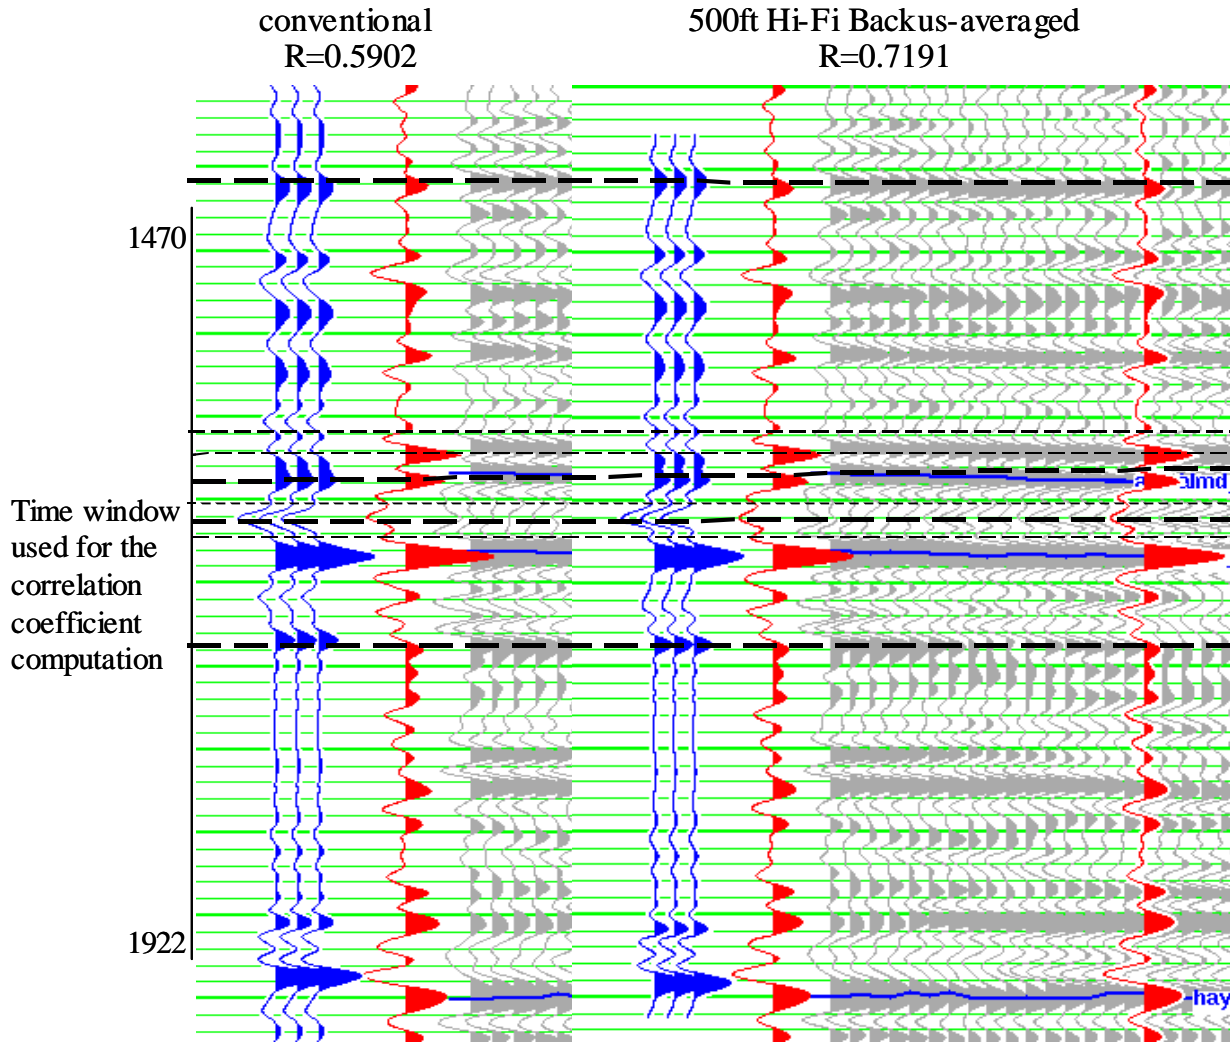 conventional
R=0.5902
500ft Hi-Fi Backus-averaged
R=0.7191
1470
almd
Time window
used for the
correlation
coefficient
computation
1922
hay